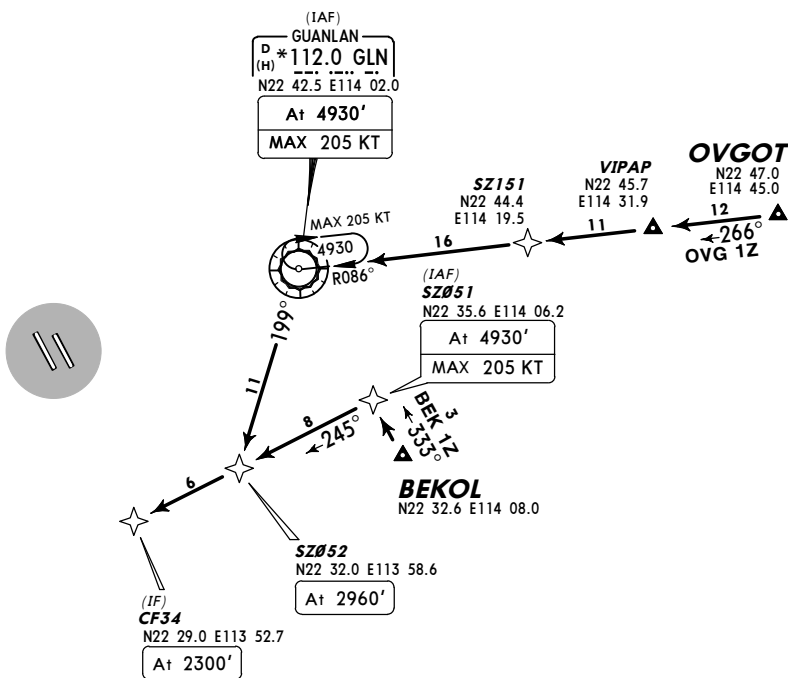 (IAF)
GUANLAN
D
(H)
*112.0 GLN
N22 42.5 E114 02.0
At 4930'
MAX 205 KT
MAX 205 KT
4930
R086°
16
SZ151
N22 44.4
E114 19.5
11
VIPAP
N22 45.7
E114 31.9
12
OVGOT
N22 47.0
E114 45.0
266°
OVG 1Z
(IAF)
SZØ51
N22 35.6 E114 06.2
At 4930'
MAX 205 KT
199°
11
8
245°
3
BEK 1Z
333°
BEKOL
N22 32.6 E114 08.0
6
SZØ52
N22 32.0 E113 58.6
At 2960'
(IF)
CF34
N22 29.0 E113 52.7
At 2300'